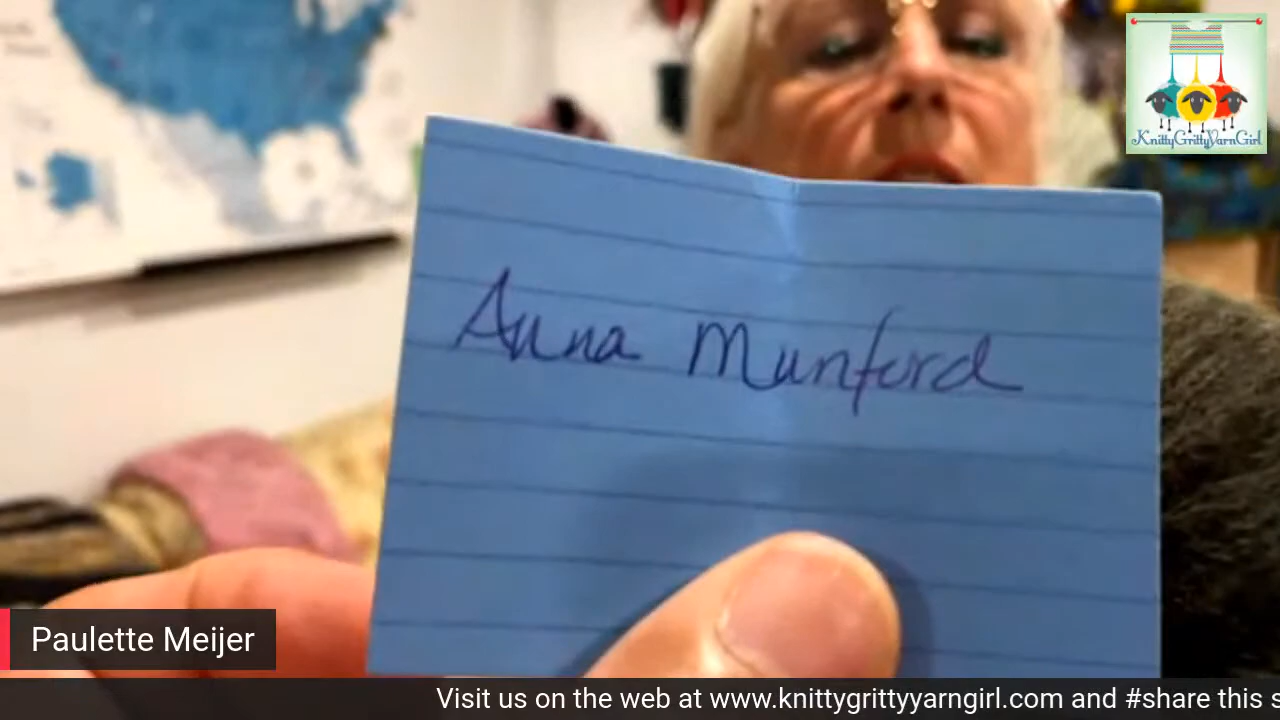 KnittyGrittyYarnGirl
Anna Munford
Paulette Meijer
Visit us on the web at www.knittygrittyyarngirl.com and #share this s